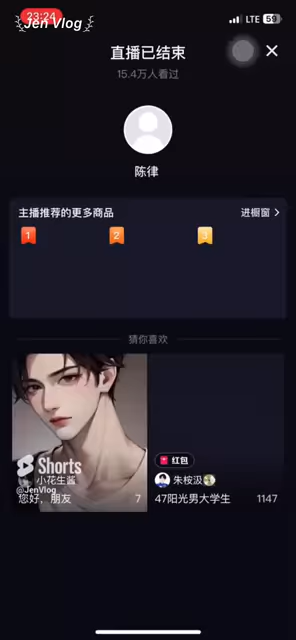 23:24
Jen Vlog
LTE 59
直播已结束
15.4万人看过
陈律
主播推荐的更多商品
进橱窗
1
2
3
猜你喜欢
Shorts
小花生酱
@JenVlog
您好，朋友
7
红包
朱桉汲
47阳光男大学生
1147